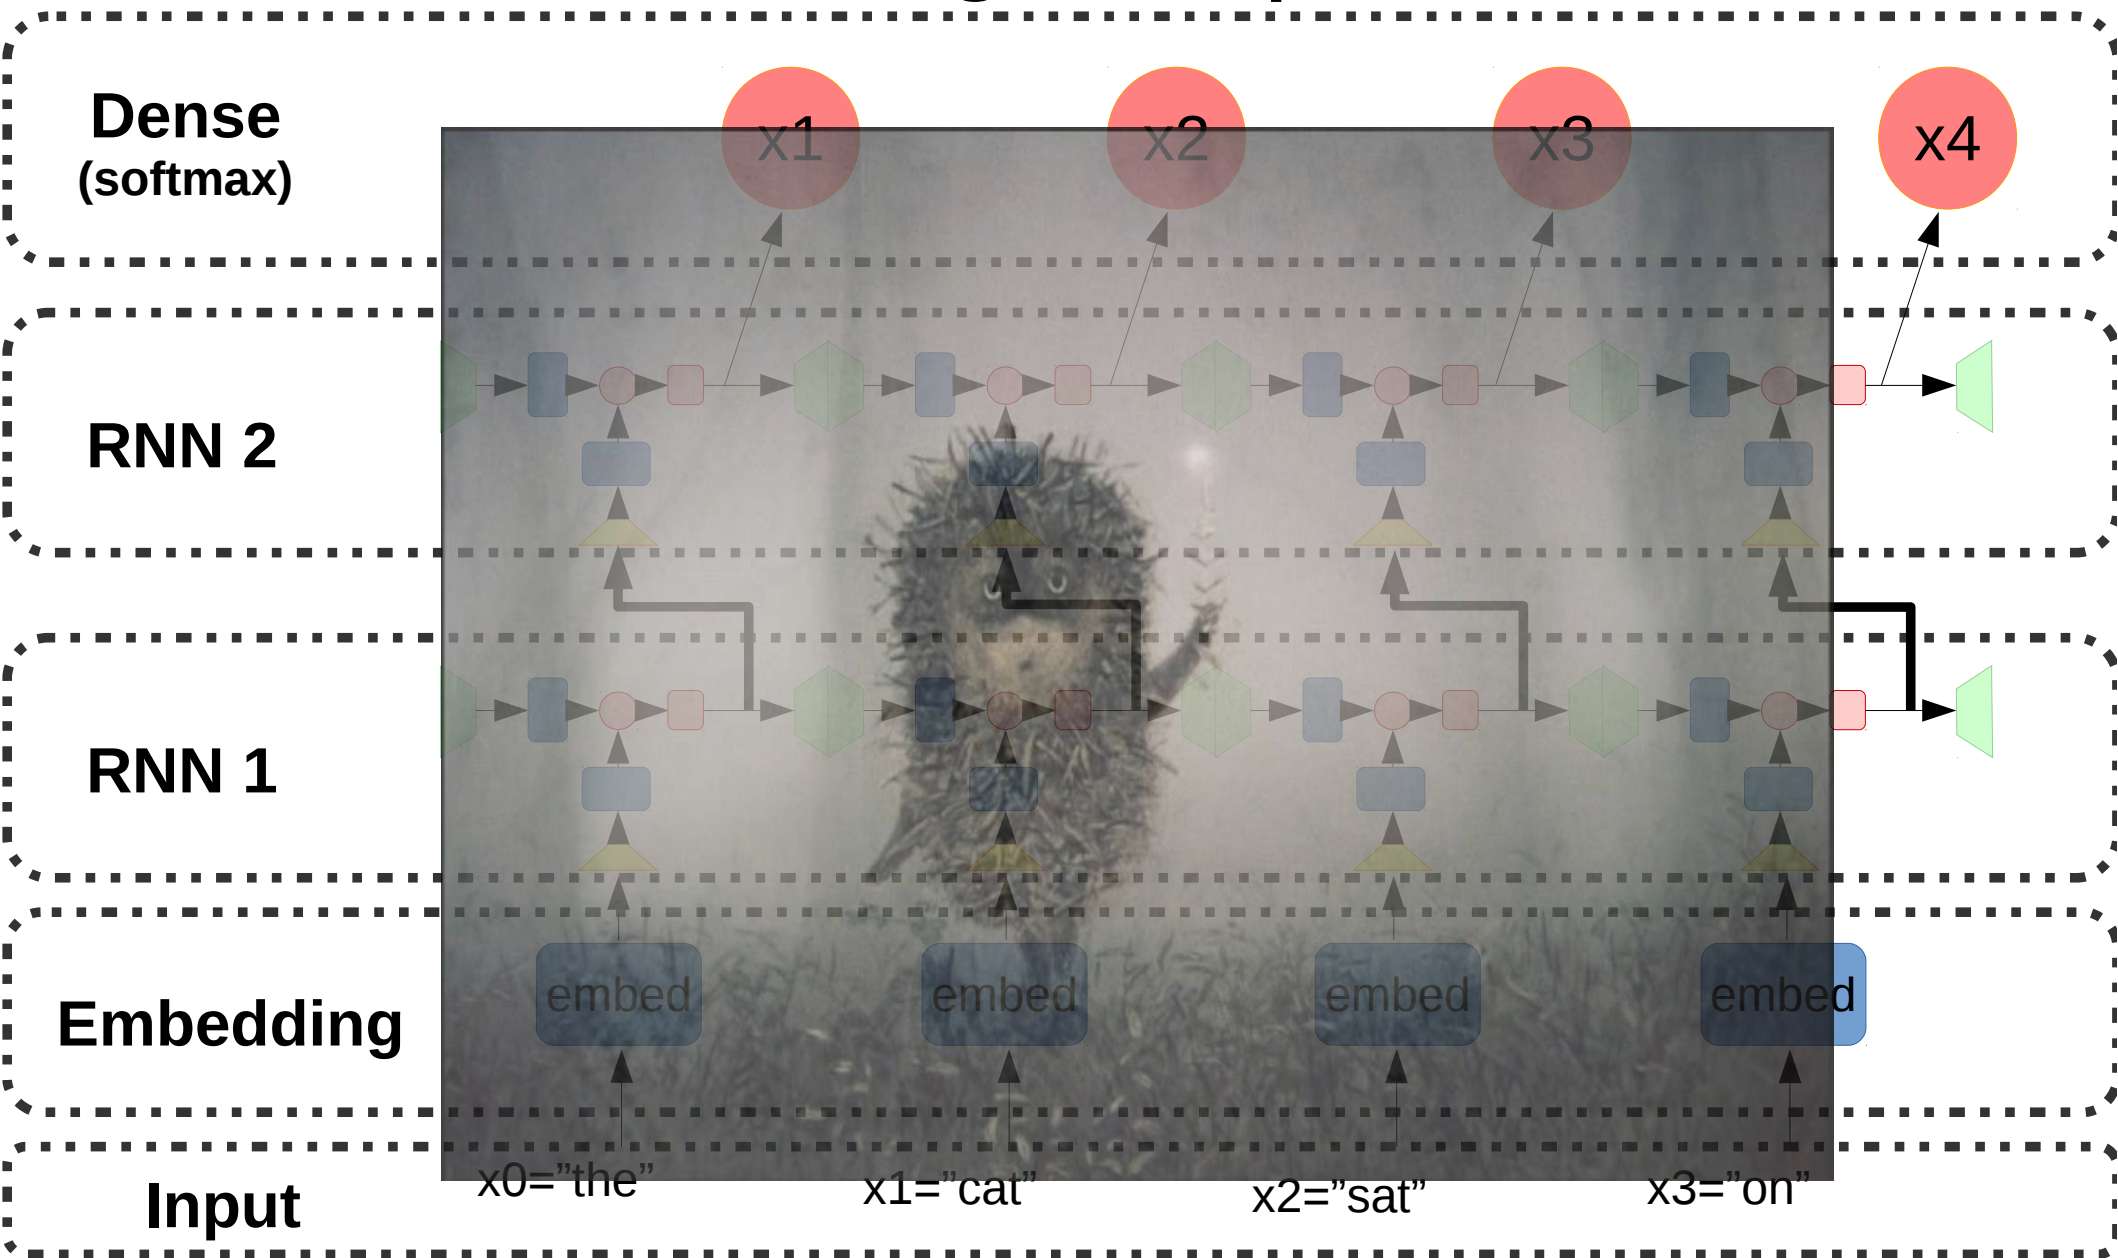 x1 x2 x3 x4
Dense
(softmax)
RNN 2
RNN 1
embed embed embed embed
Embedding
x0=”the” x1=”cat” x2=”sat” x3=”on”
Input